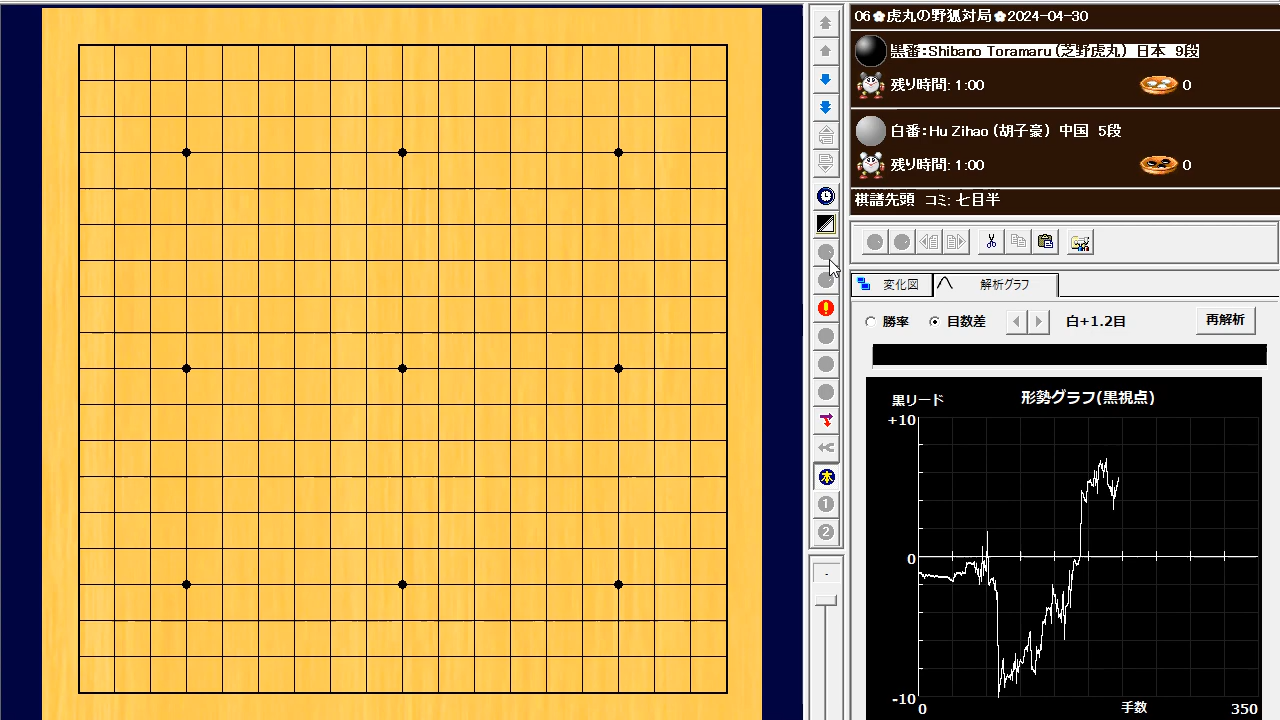 06🌸虎丸の野狐対局🌸2024-04-30
黒番:Shibano Toramaru (芝野虎丸) 日本 9段
残り時間: 1:00 0
白番:Hu Zihao (胡子豪) 中国 5段
残り時間: 1:00 0
棋譜先頭 コミ: 七目半
変化図 解析グラフ
勝率 目数差 白+1.2目 再解析
形勢グラフ(黒視点)
黒リード
+10
0
-10
0 手数 350
本
1
2
-